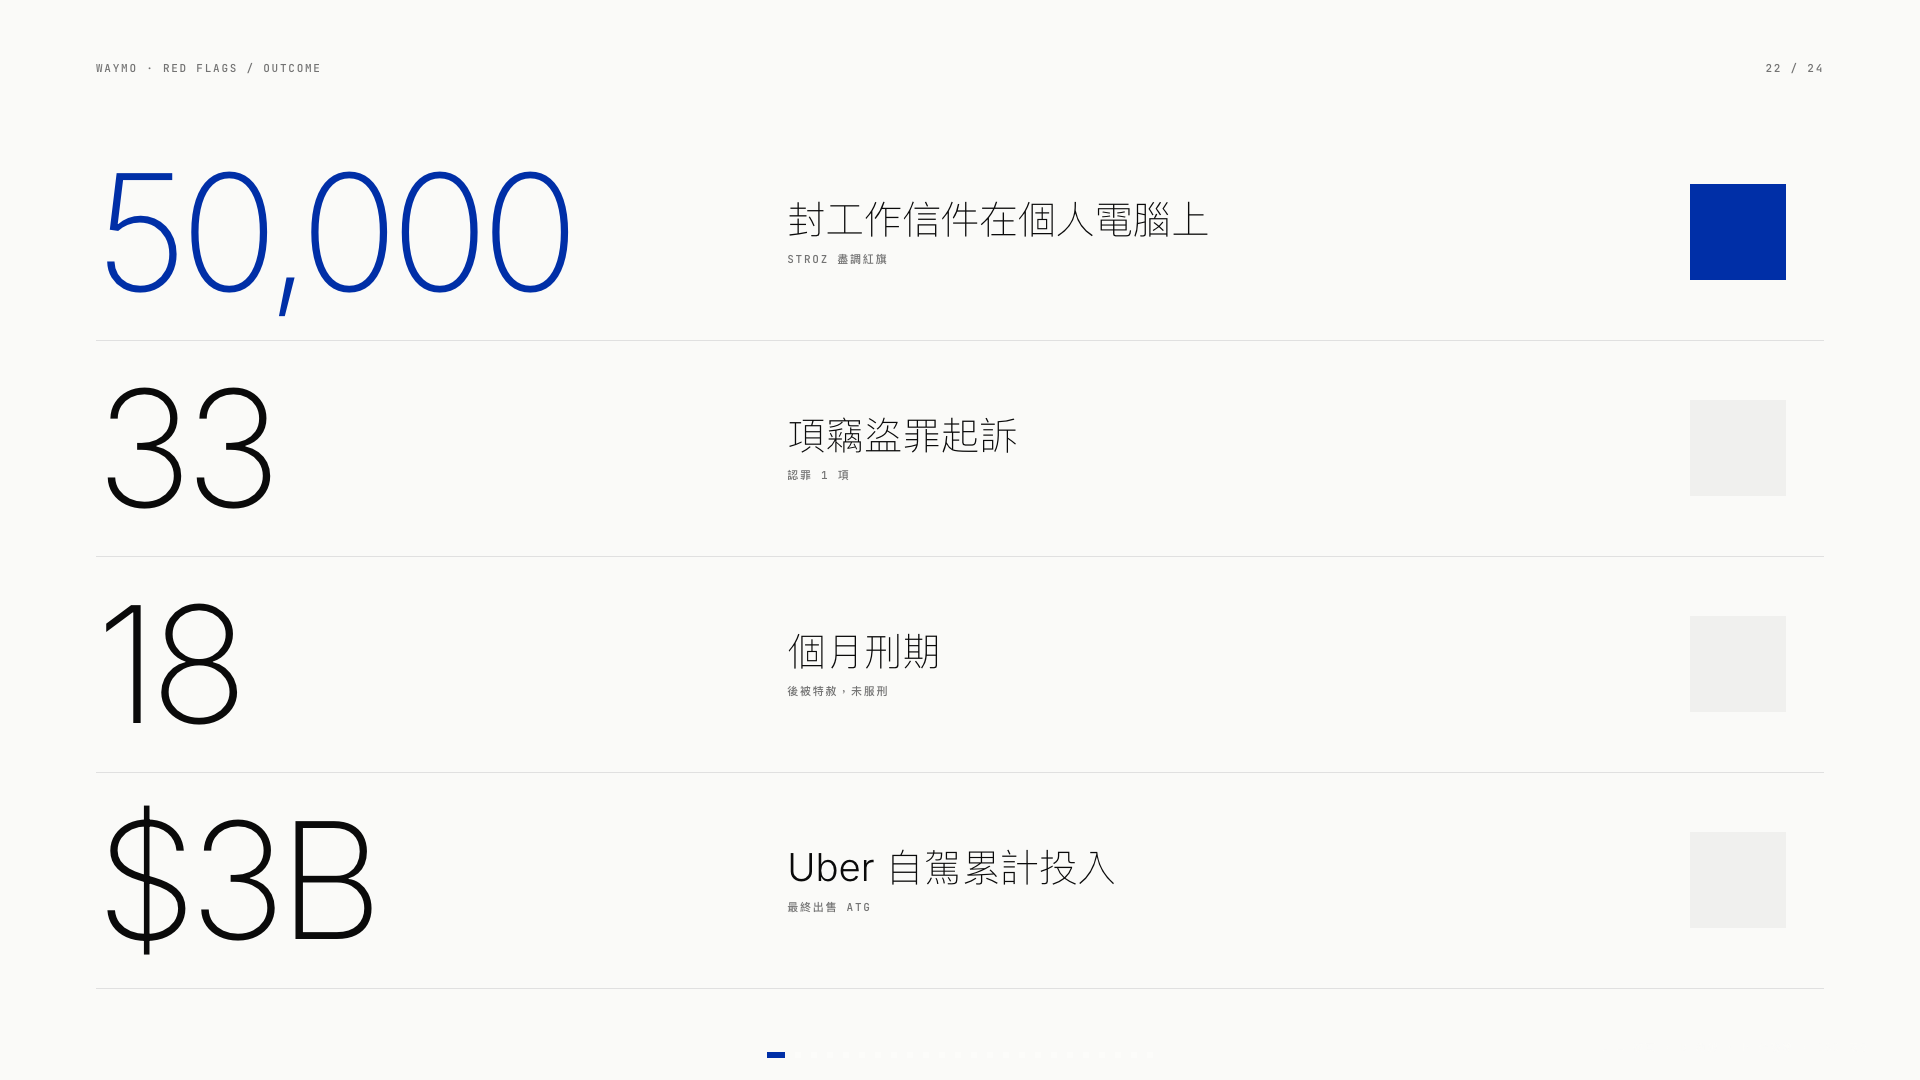 WAYMO · RED FLAGS / OUTCOME
22 / 24
50,000
封工作信件在個人電腦上
STROZ 盡調紅旗
33
項竊盜罪起訴
認罪 1 項
18
個月刑期
後被特赦，未服刑
$3B
Uber 自駕累計投入
最終出售 ATG